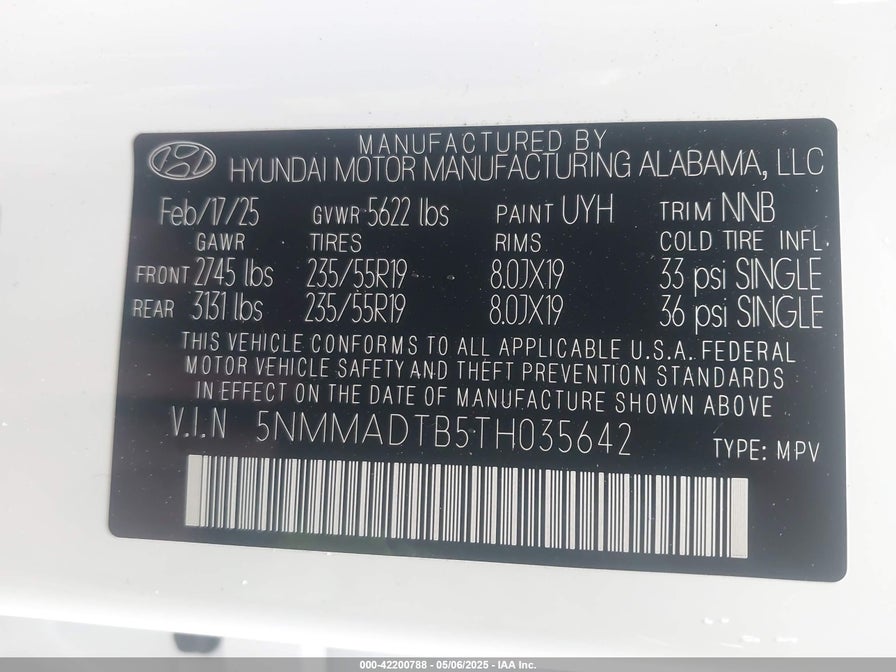 MANUFACTURED BY
HYUNDAI MOTOR MANUFACTURING ALABAMA, LLC
Feb/17/25 GVWR 5622 lbs PAINT UYH TRIM NNB
GAWR TIRES RIMS COLD TIRE INFL
FRONT 2745 lbs 235/55R19 8.0JX19 33 psi SINGLE
REAR 3131 lbs 235/55R19 8.0JX19 36 psi SINGLE
THIS VEHICLE CONFORMS TO ALL APPLICABLE U.S.A. FEDERAL
MOTOR VEHICLE SAFETY AND THEFT PREVENTION STANDARDS
IN EFFECT ON THE DATE OF MANUFACTURE SHOWN ABOVE
V.I.N 5NMMADTB5TH035642 TYPE: MPV
000-42200788 - 05/06/2025 - IAA Inc.